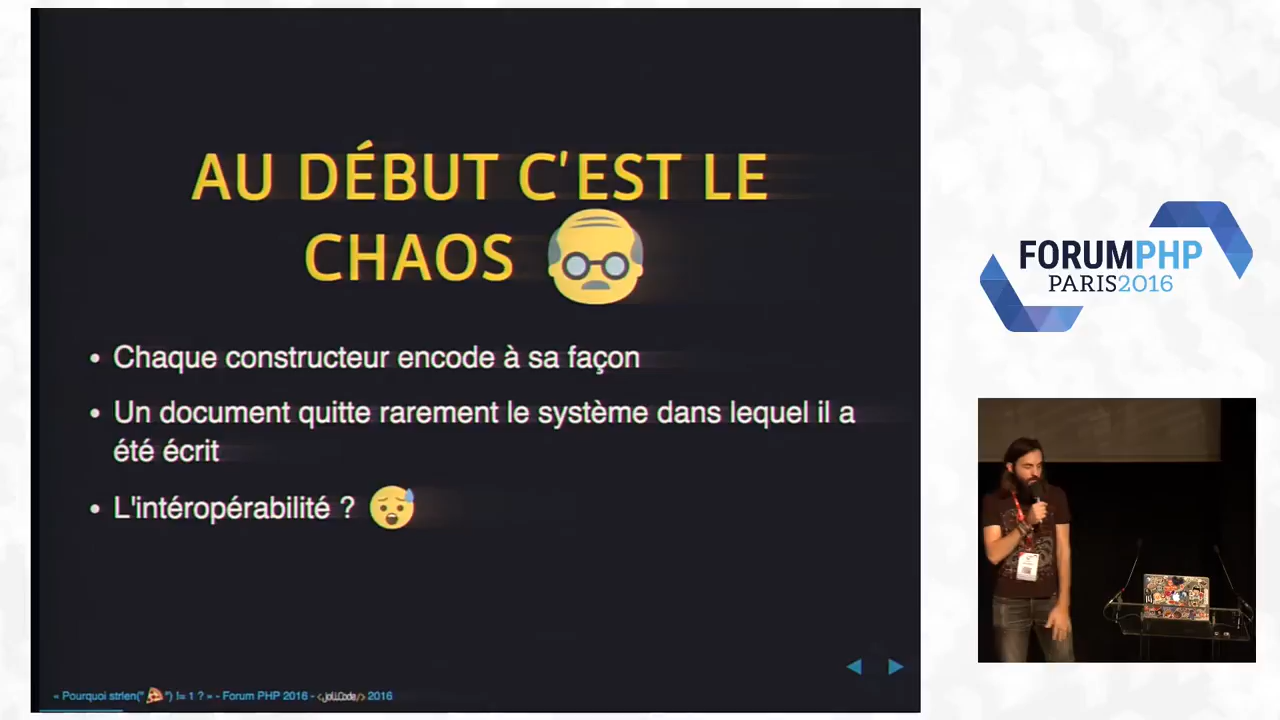 AU DÉBUT C'EST LE
CHAOS
• Chaque constructeur encode à sa façon
• Un document quitte rarement le système dans lequel il a
été écrit
• L'intéropérabilité ?
« Pourquoi strlen("🍕") != 1 ? » - Forum PHP 2016 - </JoliCode/> 2016
FORUMPHP
PARIS2016